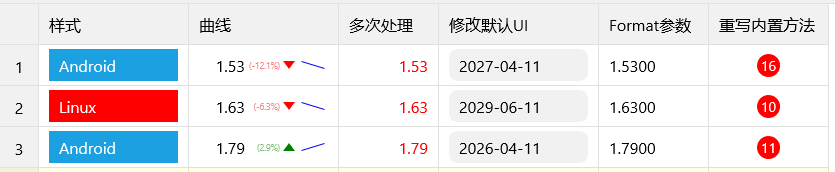 样式 曲线 多次处理 修改默认UI Format参数 重写内置方法
1 Android 1.53 (-12.1%) 1.53 2027-04-11 1.5300 16
2 Linux 1.63 (-6.3%) 1.63 2029-06-11 1.6300 10
3 Android 1.79 (2.9%) 1.79 2026-04-11 1.7900 11